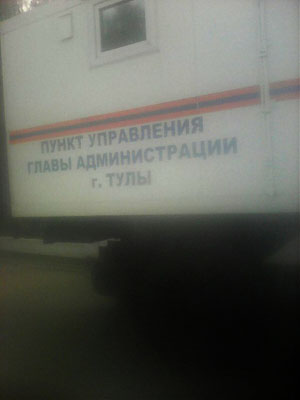 ПУНКТ УПРАВЛЕНИЯ
ГЛАВЫ АДМИНИСТРАЦИИ
г. ТУЛЫ